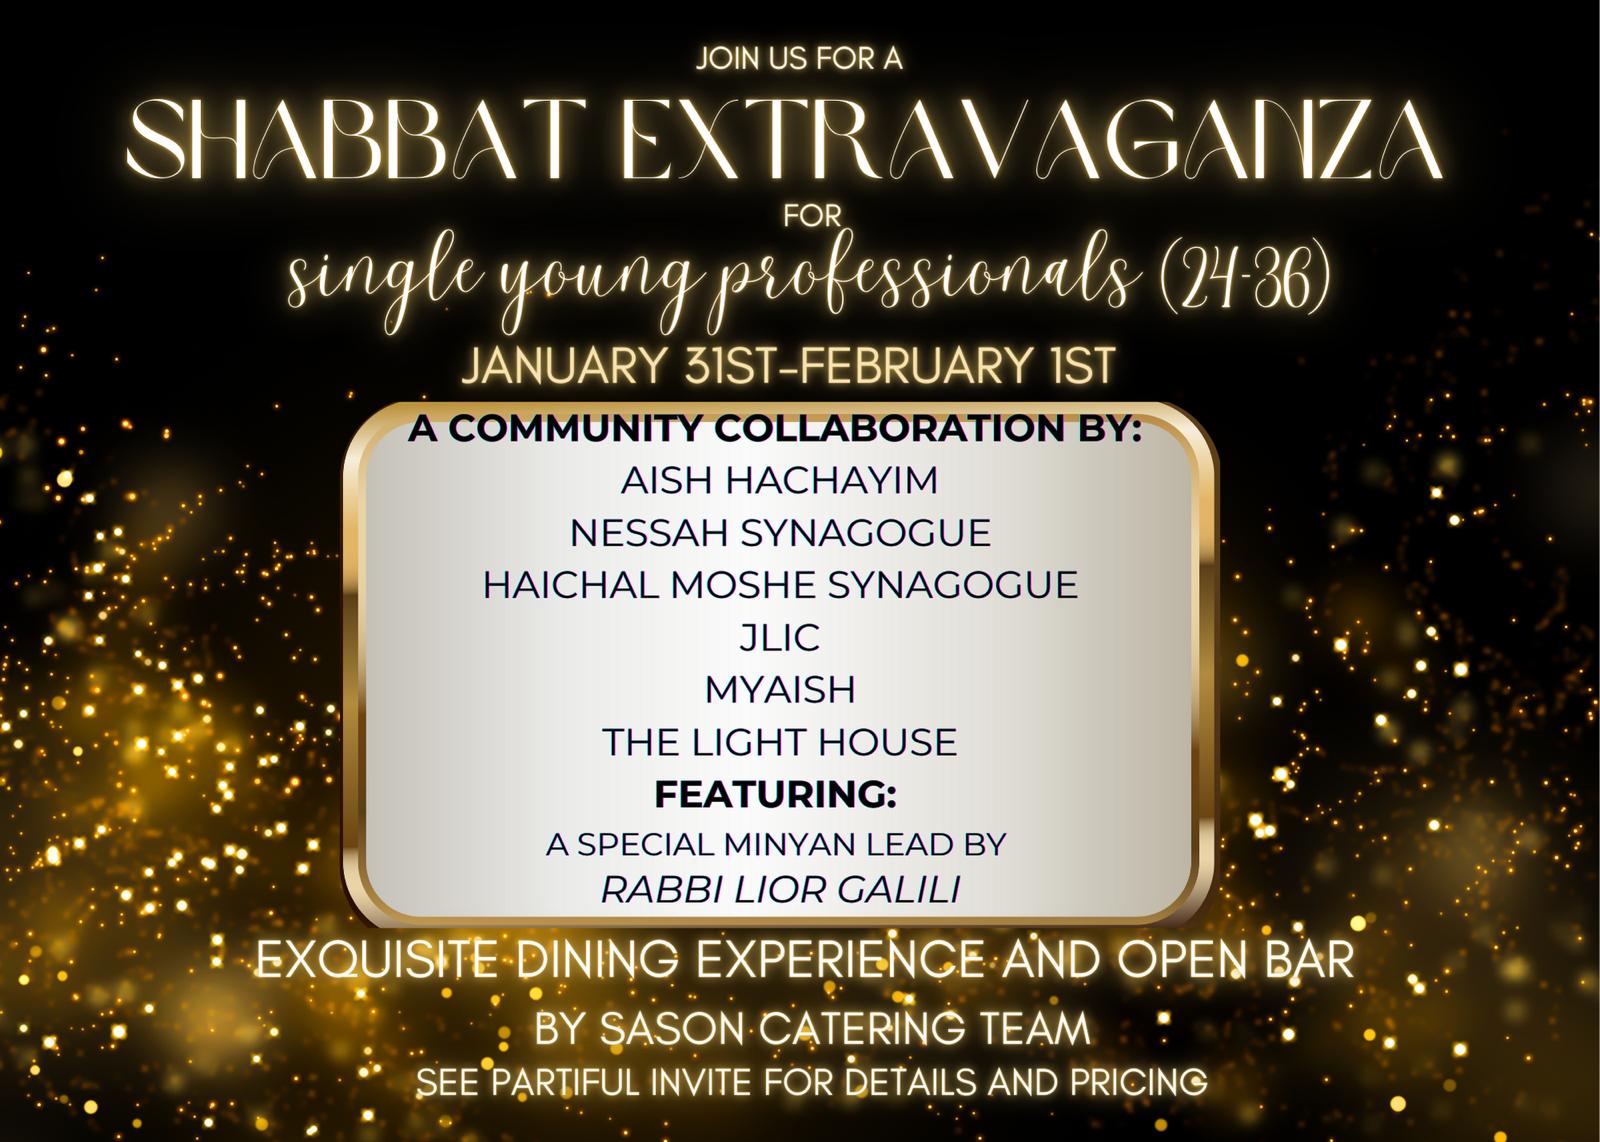 JOIN US FOR A
SHABBAT EXTRAVAGANZA
FOR
single young professionals (24-36)
JANUARY 31ST-FEBRUARY 1ST
A COMMUNITY COLLABORATION BY:
AISH HACHAYIM
NESSAH SYNAGOGUE
HAICHAL MOSHE SYNAGOGUE
JLIC
MYAISH
THE LIGHT HOUSE
FEATURING:
A SPECIAL MINYAN LEAD BY
RABBI LIOR GALILI
EXQUISITE DINING EXPERIENCE AND OPEN BAR
BY SASON CATERING TEAM
SEE PARTIFUL INVITE FOR DETAILS AND PRICING